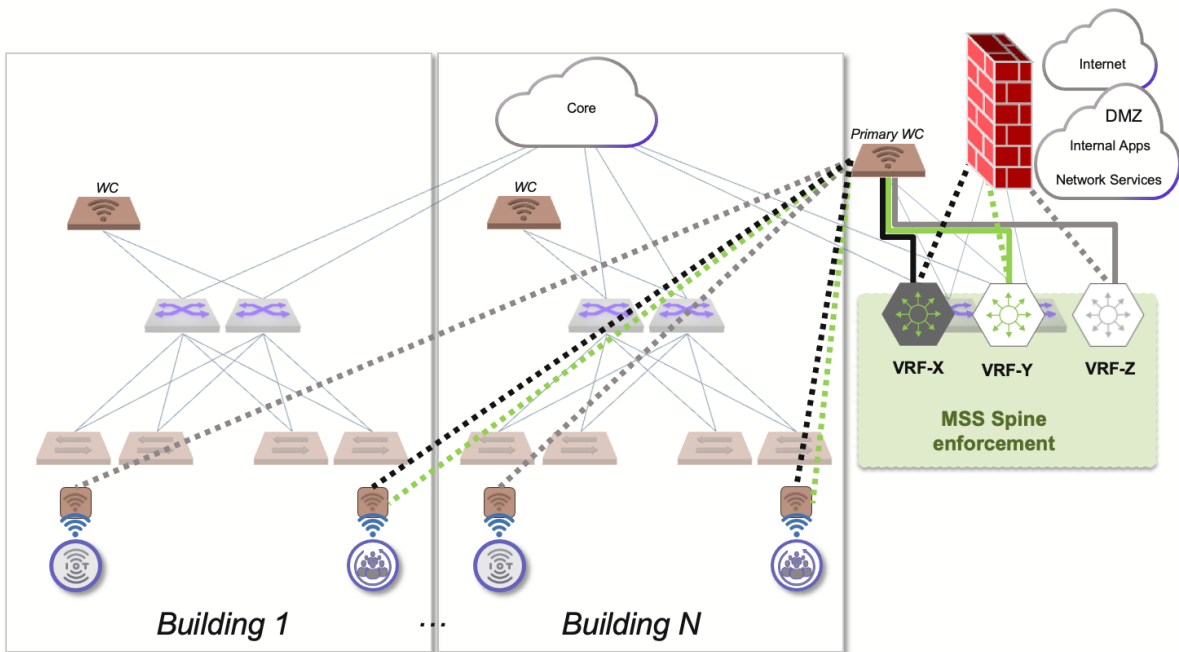 Internet
DMZ
Internal Apps
Network Services
Core
Primary WC
WC
WC
VRF-X
VRF-Y
VRF-Z
MSS Spine
enforcement
IOT
IOT
Building 1
...
Building N